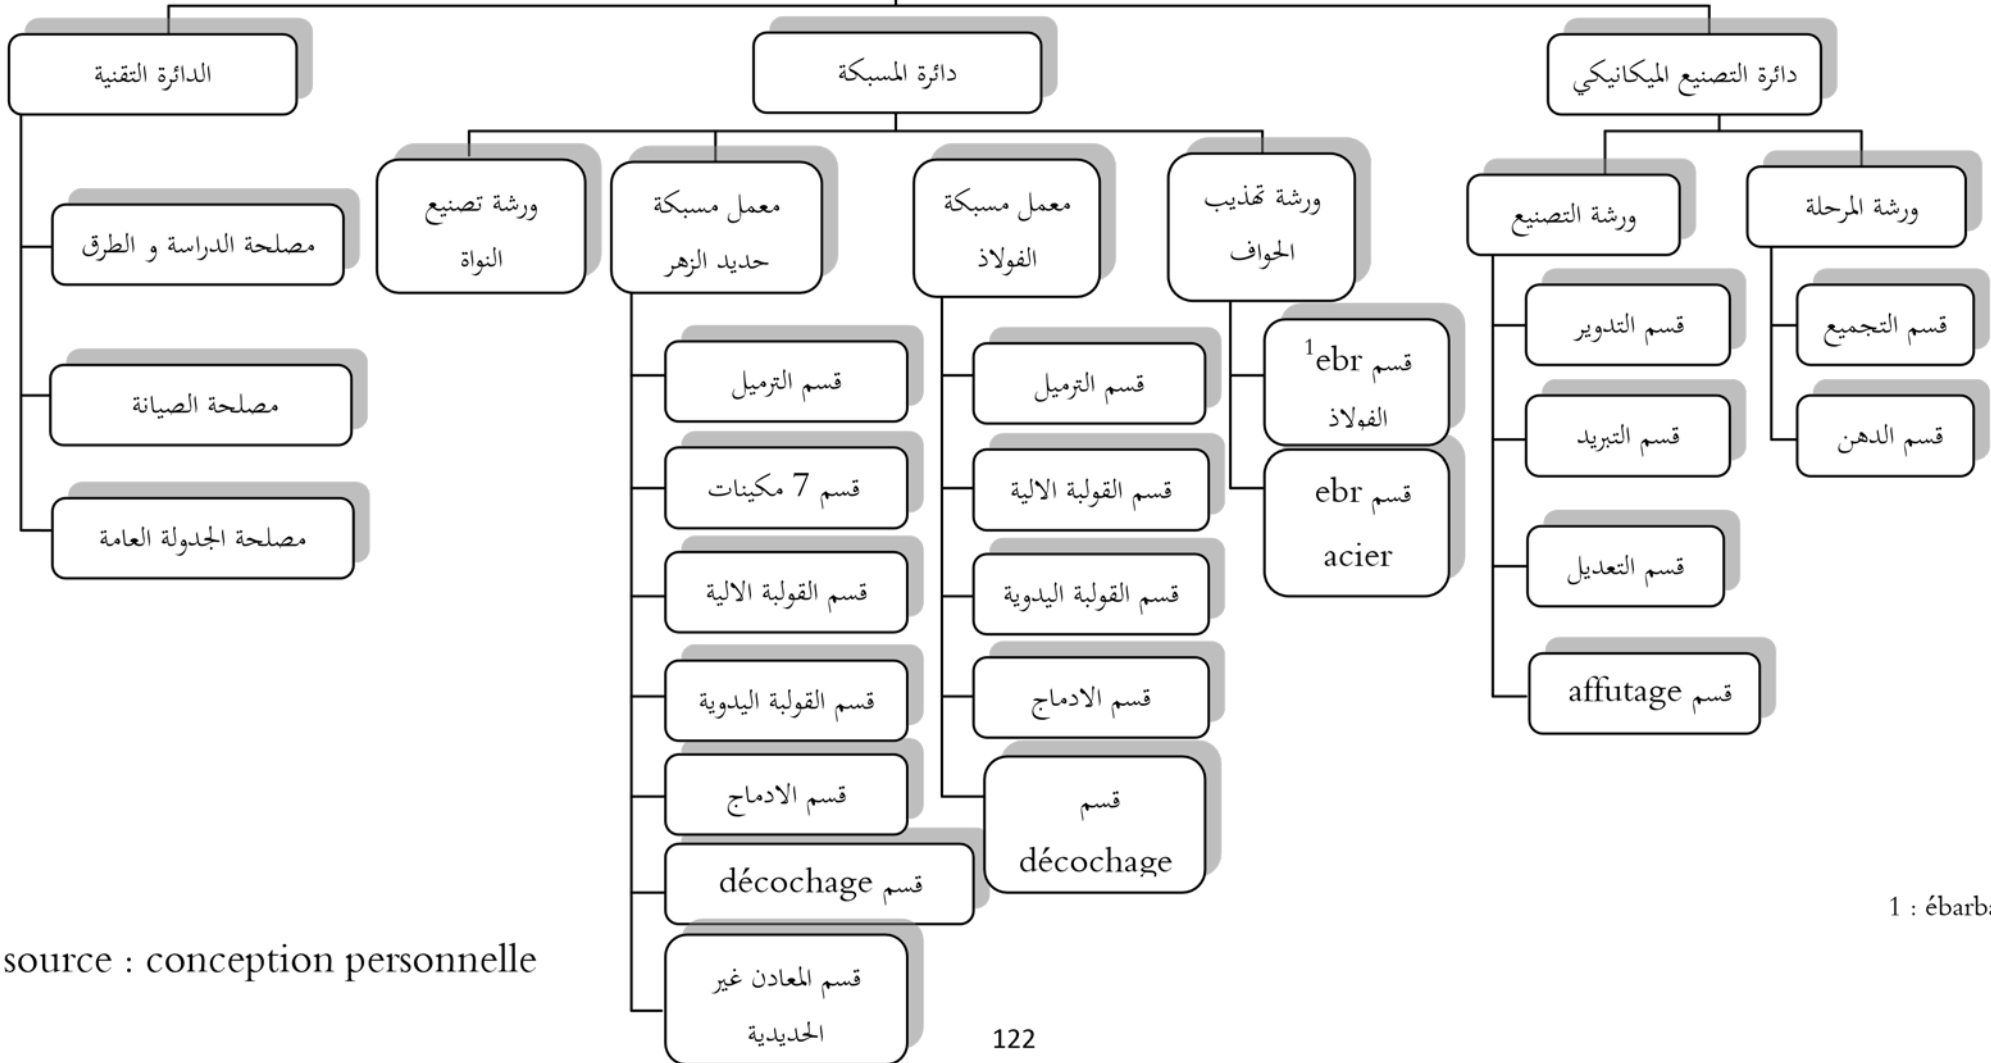 دائرة التصنيع الميكانيكي
دائرة المسبكة
الدائرة التقنية
ورشة المرحلة
ورشة التصنيع
ورشة تهذيب
الحواف
معمل مسبكة
الفولاذ
معمل مسبكة
حديد الزهر
ورشة تصنيع
النواة
قسم التجميع
قسم الدهن
قسم التدوير
قسم التبريد
قسم التعديل
قسم affutage
قسم ebr¹
الفولاذ
قسم ebr
acier
قسم الترميل
قسم القولبة الالية
قسم القولبة اليدوية
قسم الادماج
قسم
décochage
قسم الترميل
قسم 7 مكينات
قسم القولبة الالية
قسم القولبة اليدوية
قسم الادماج
قسم décochage
قسم المعادن غير
الحديدية
مصلحة الدراسة و الطرق
مصلحة الصيانة
مصلحة الجدولة العامة
1 : ébarba
source : conception personnelle
122